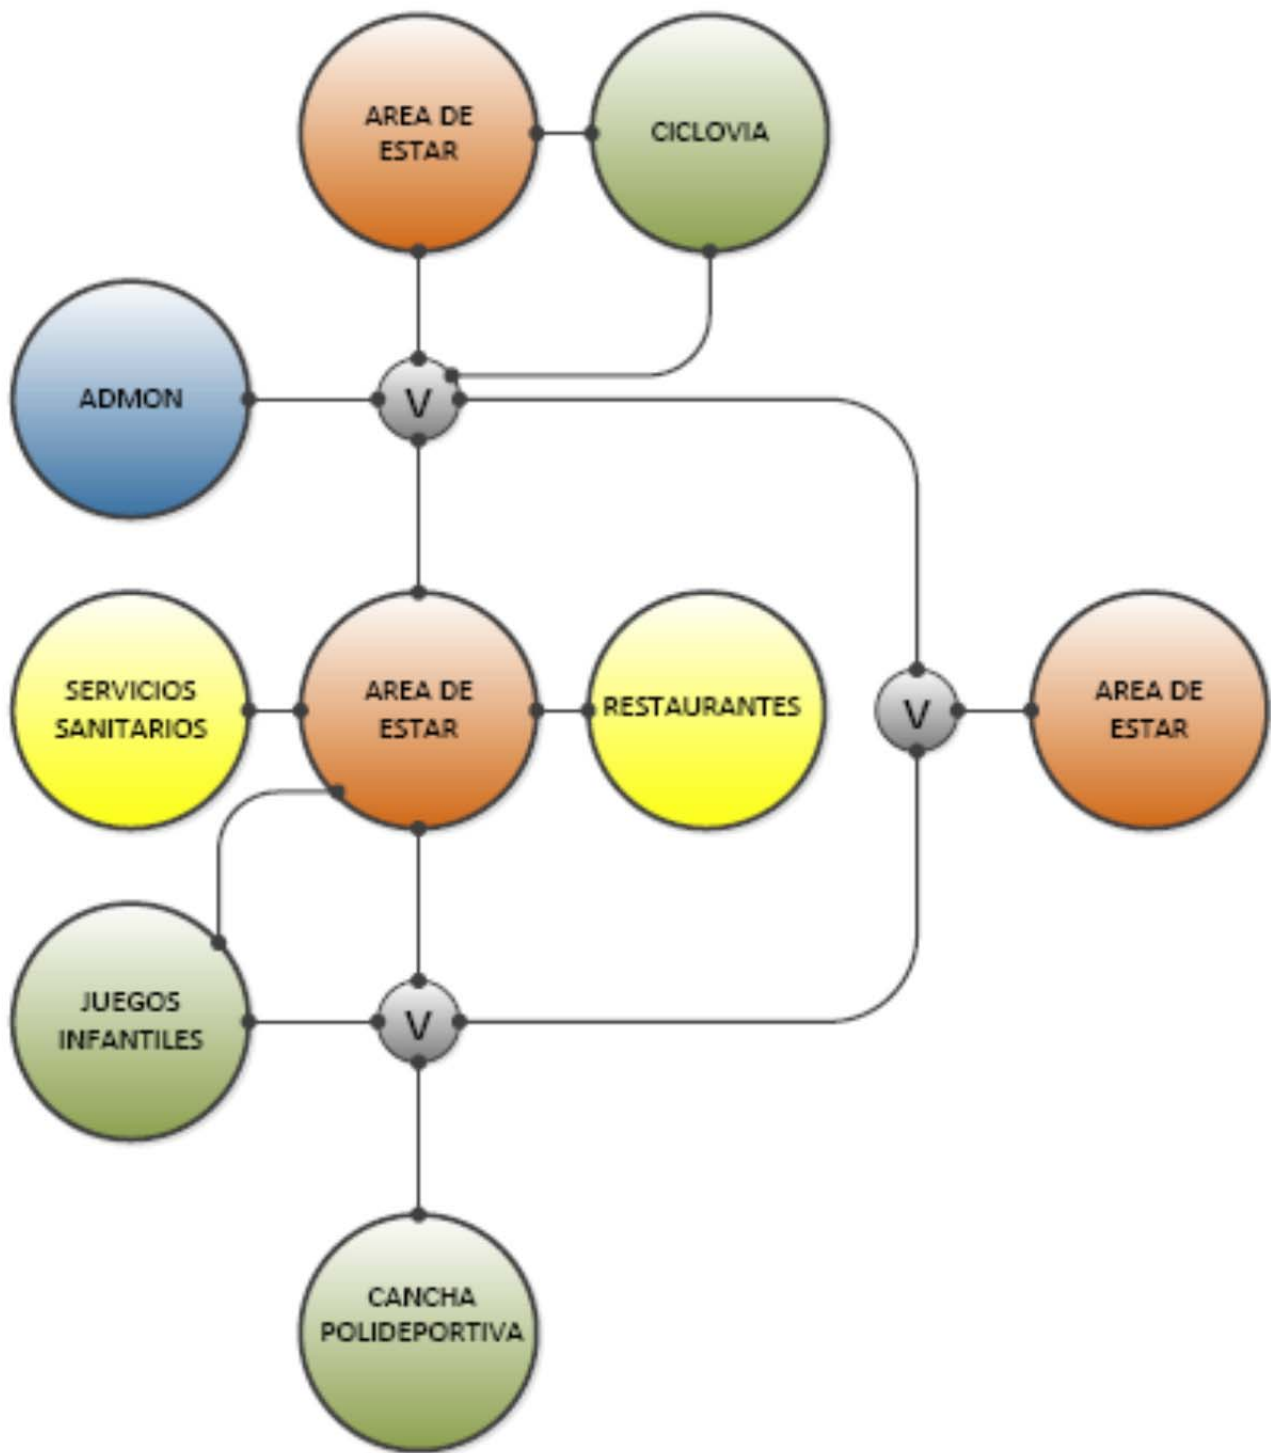 AREA DE
ESTAR
CICLOVIA
ADMON
V
SERVICIOS
SANITARIOS
AREA DE
ESTAR
RESTAURANTES
V
AREA DE
ESTAR
JUEGOS
INFANTILES
V
CANCHA
POLIDEPORTIVA